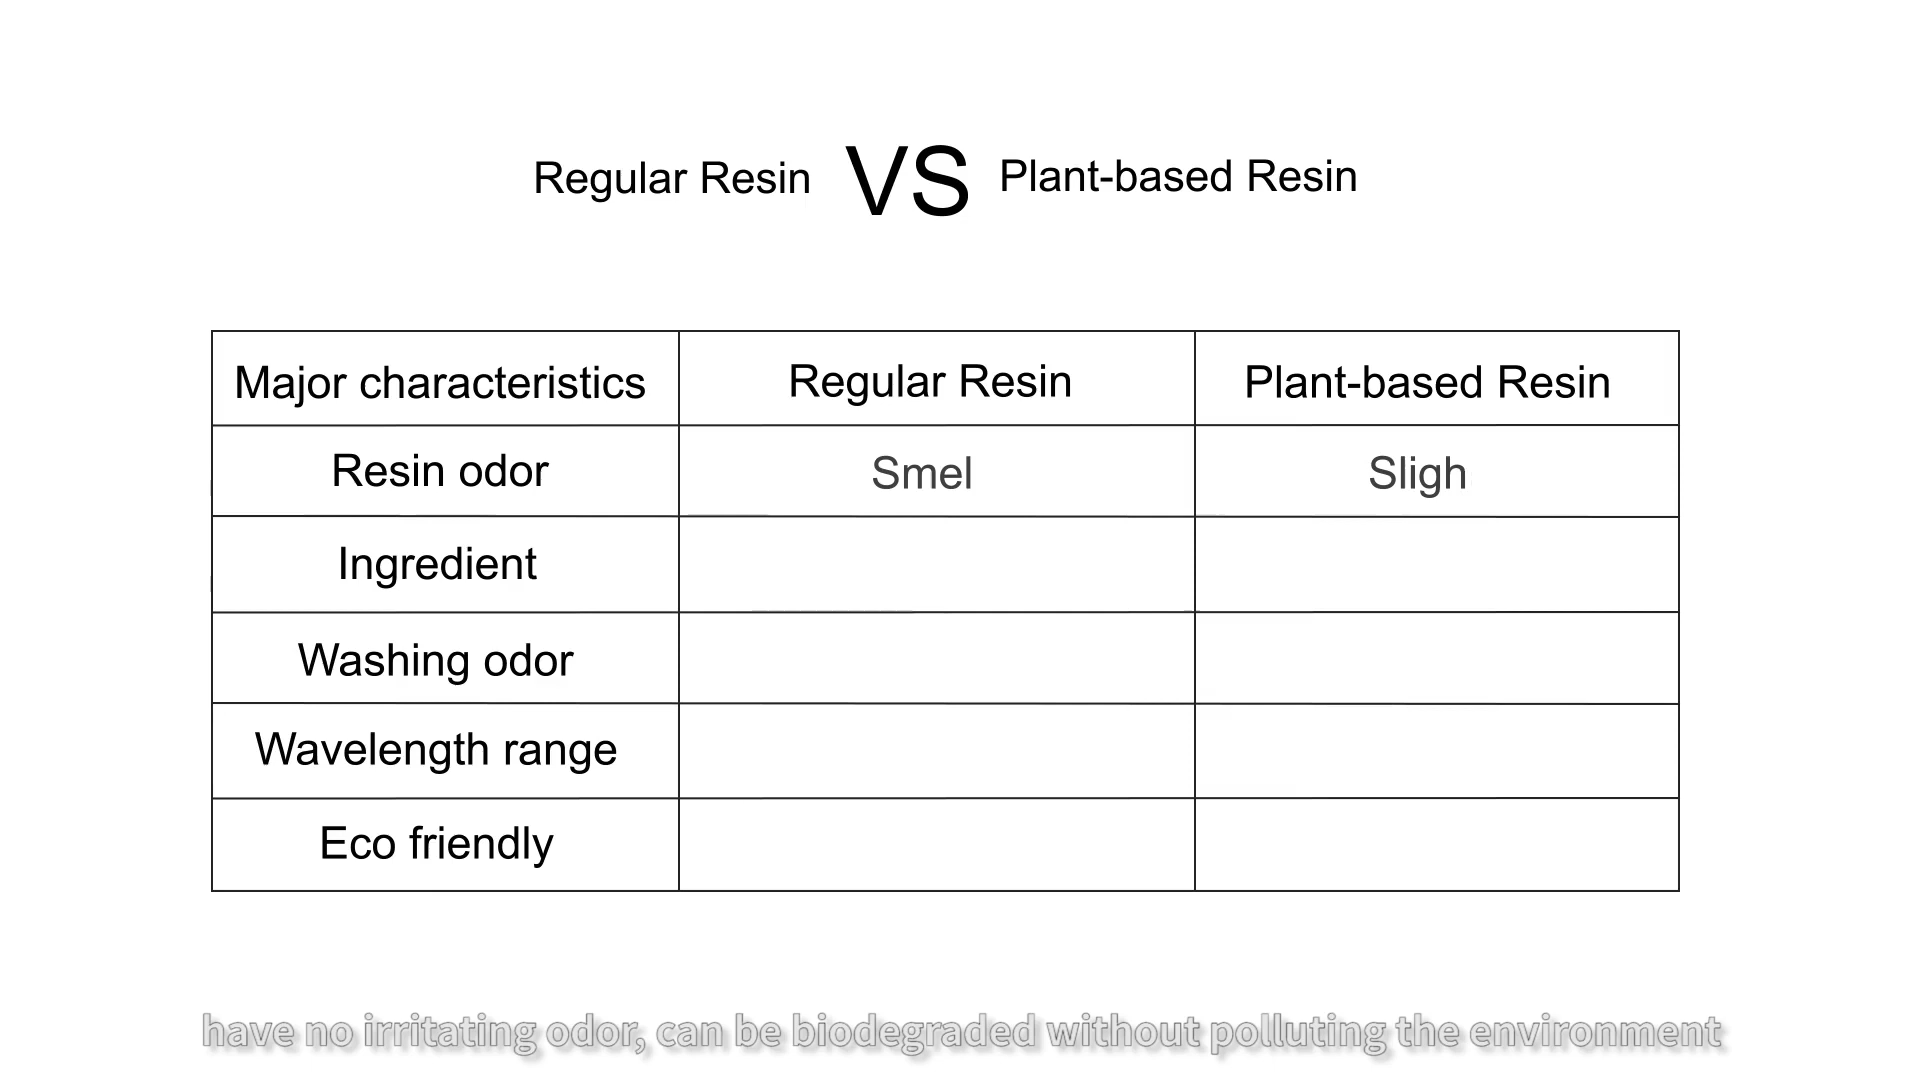 Regular Resin VS Plant-based Resin
Major characteristics Regular Resin Plant-based Resin
Resin odor Smel Sligh
Ingredient
Washing odor
Wavelength range
Eco friendly
have no irritating odor, can be biodegraded without polluting the environment